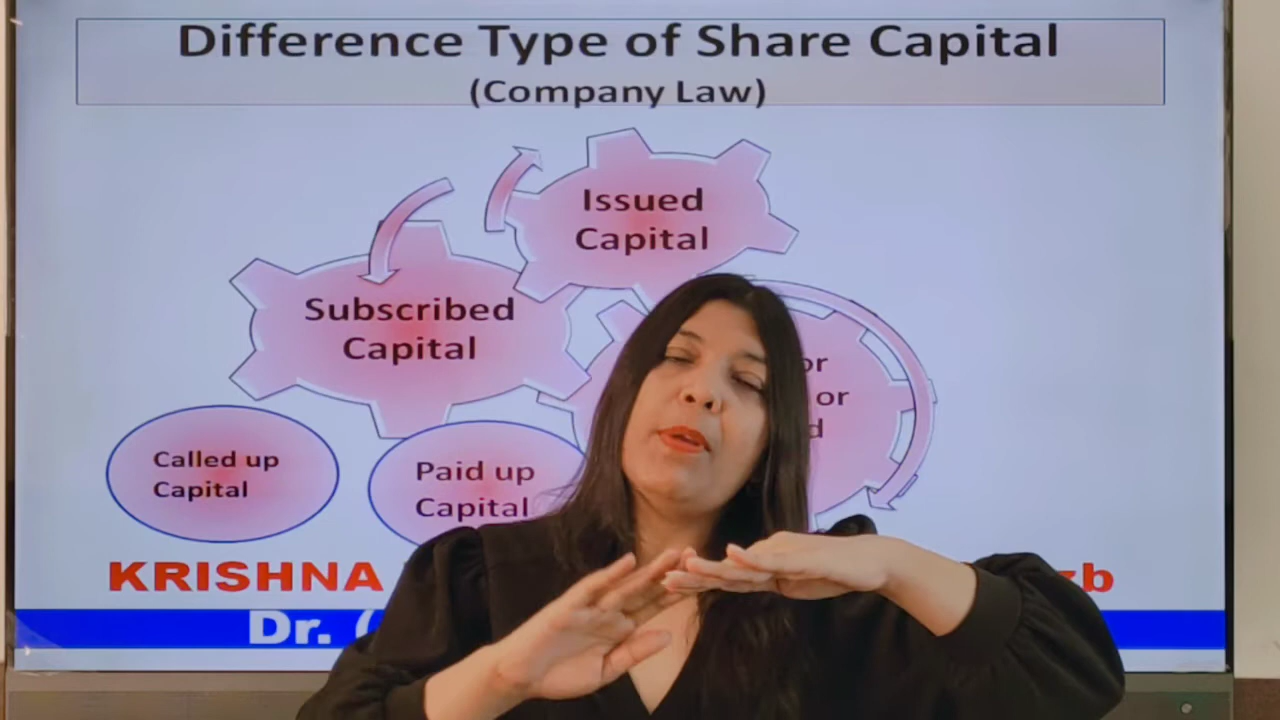 Difference Type of Share Capital
(Company Law)
Issued
Capital
Subscribed
Capital
or
Called up
Capital
Paid up
Capital
KRISHNA
Dr. (